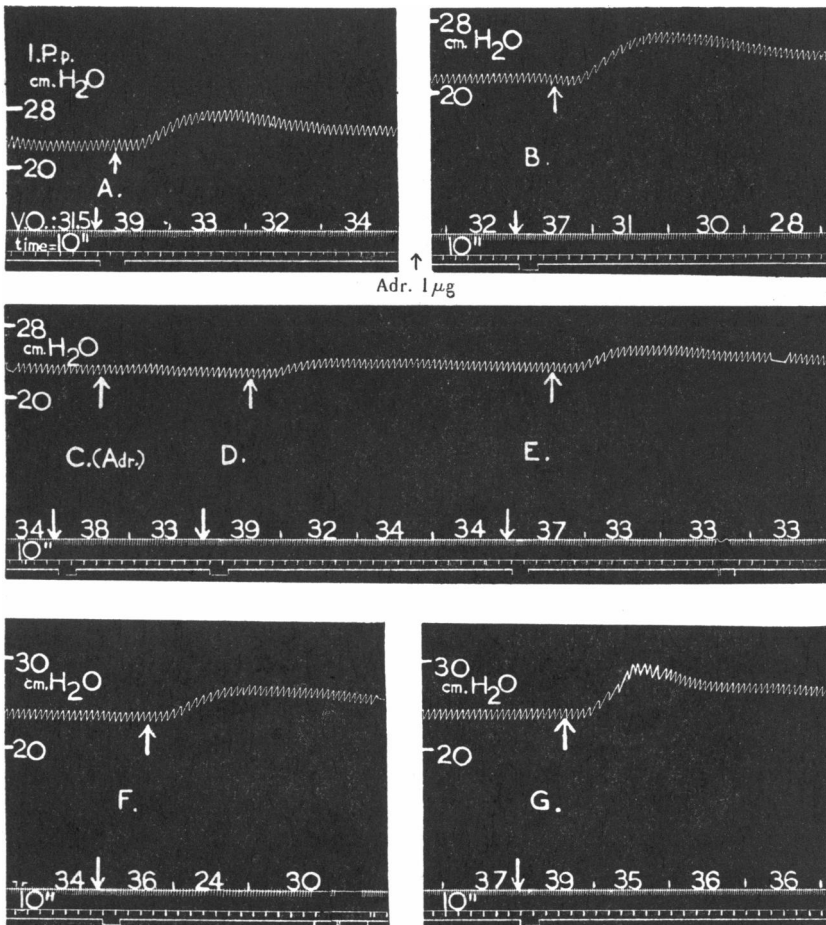 I.P.p.
cm. H2O
28
20
A.
V.O.:31.5 39 33 32 34
time=10"
28
cm. H2O
20
B.
32 37 31 30 28
10"
Adr. 1 μg
28
cm. H2O
20
C.(Adr.) D. E.
34 38 33 39 32 34 34 37 33 33 33
10"
30
cm. H2O
20
F.
34 36 24 30
10"
30
cm. H2O
20
G.
37 39 35 36 36
10"